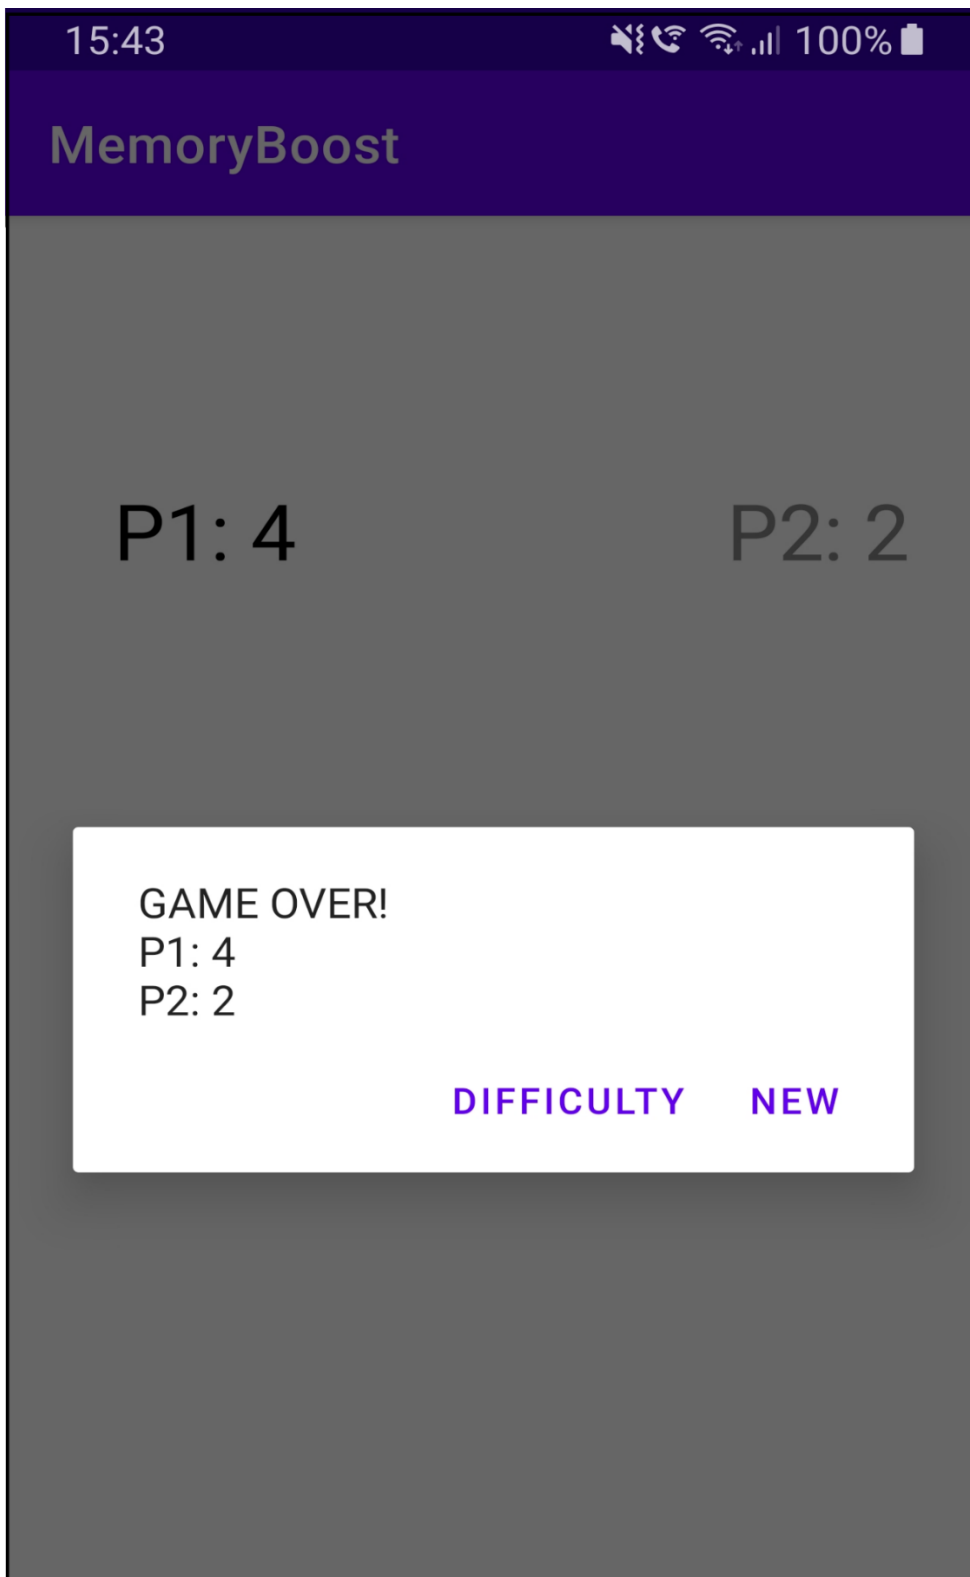 15:43 100%
MemoryBoost
P1: 4 P2: 2
GAME OVER!
P1: 4
P2: 2
DIFFICULTY NEW